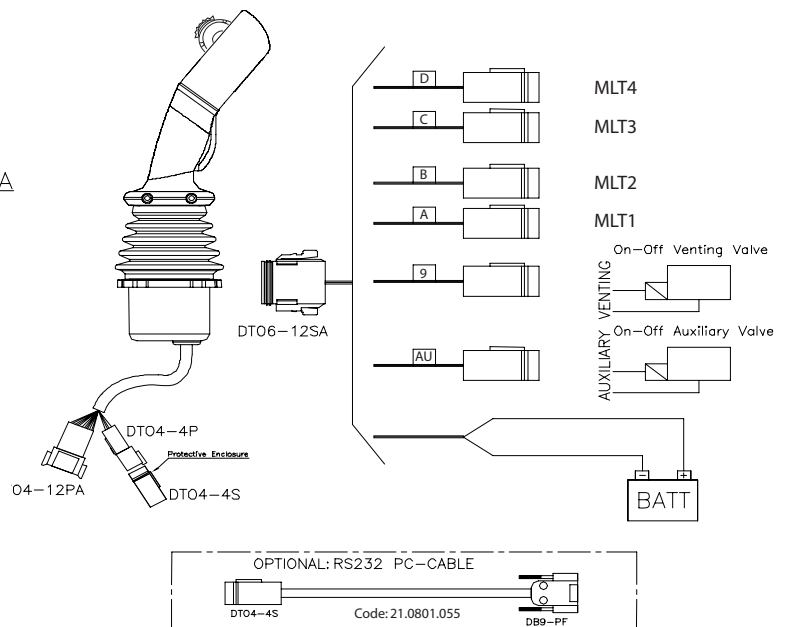 D
MLT4
C
MLT3
A
B
MLT2
A
MLT1
On-Off Venting Valve
VENTING
9
DT06-12SA
On-Off Auxiliary Valve
AUXILIARY
AU
DT04-4P
Protective Enclosure
04-12PA
DT04-4S
- +
BATT
OPTIONAL: RS232 PC-CABLE
DT04-4S
Code: 21.0801.055
DB9-PF